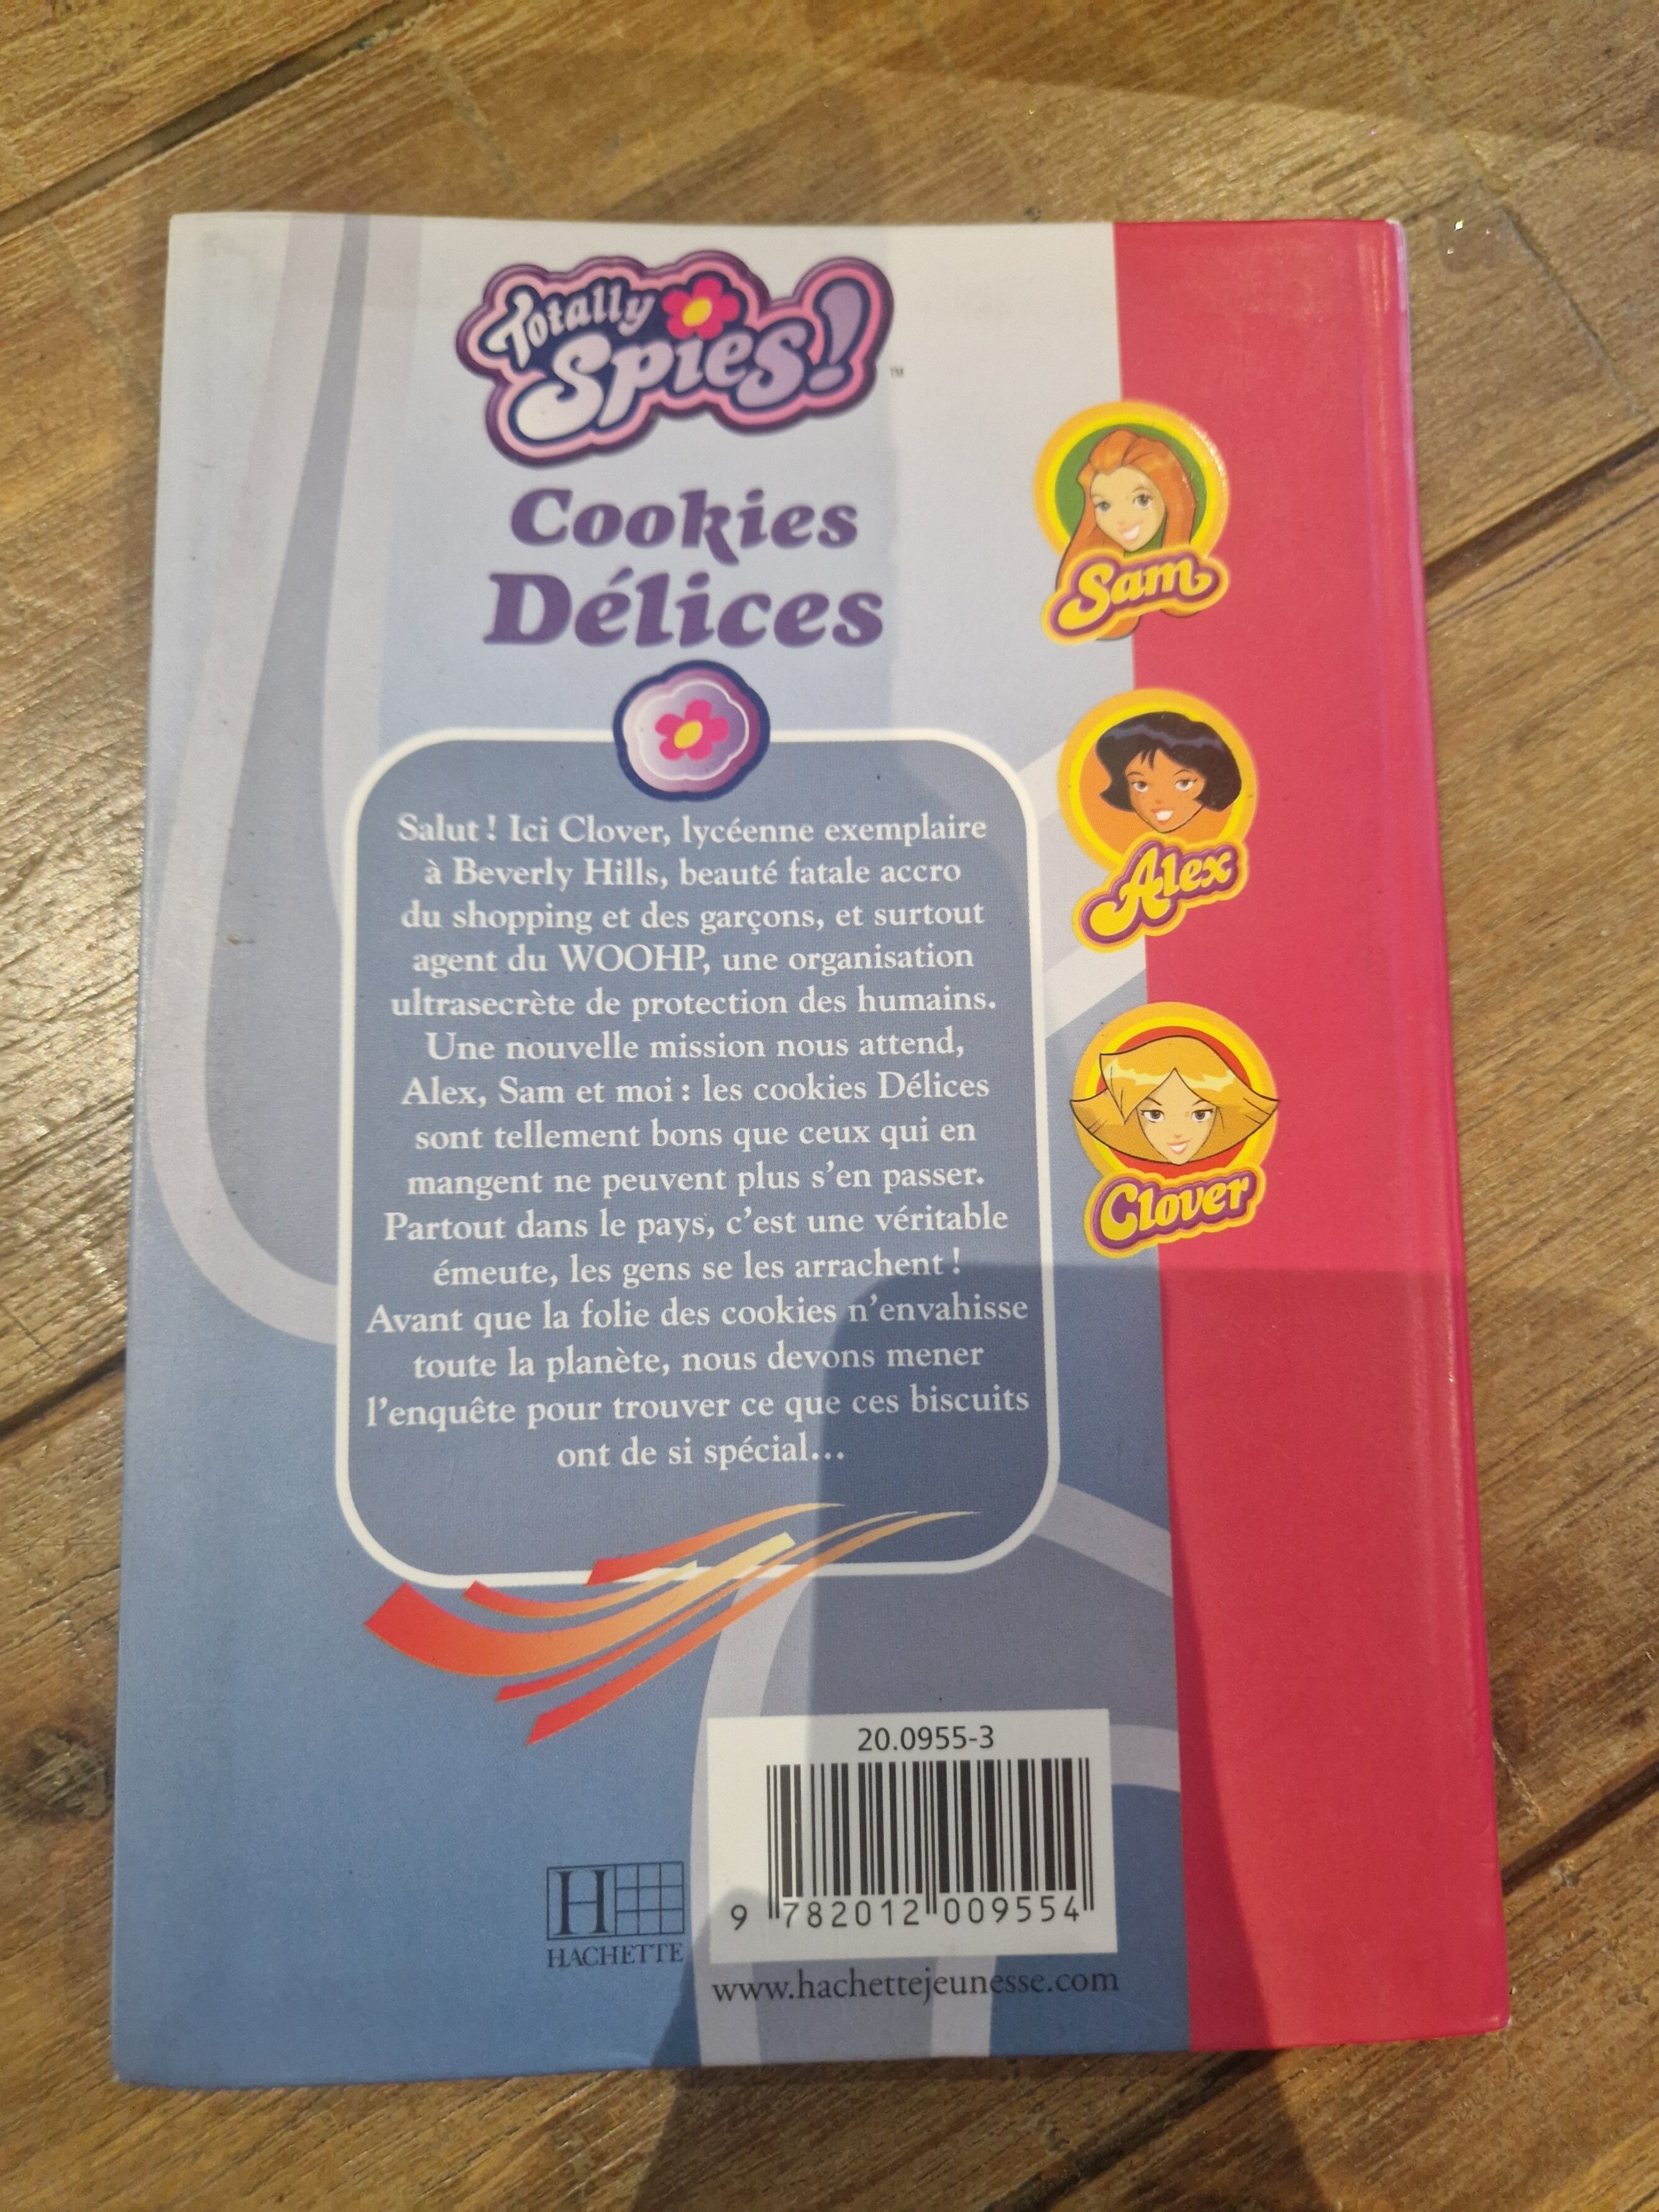 Totally
Spies!
TM
Cookies
Délices
Sam
Alex
Clover
Salut ! Ici Clover, lycéenne exemplaire
à Beverly Hills, beauté fatale accro
du shopping et des garçons, et surtout
agent du WOOHP, une organisation
ultrasecrète de protection des humains.
Une nouvelle mission nous attend,
Alex, Sam et moi : les cookies Délices
sont tellement bons que ceux qui en
mangent ne peuvent plus s'en passer.
Partout dans le pays, c'est une véritable
émeute, les gens se les arrachent !
Avant que la folie des cookies n'envahisse
toute la planète, nous devons mener
l'enquête pour trouver ce que ces biscuits
ont de si spécial...
20.0955-3
9 782012 009554
H
HACHETTE
www.hachettejeunesse.com